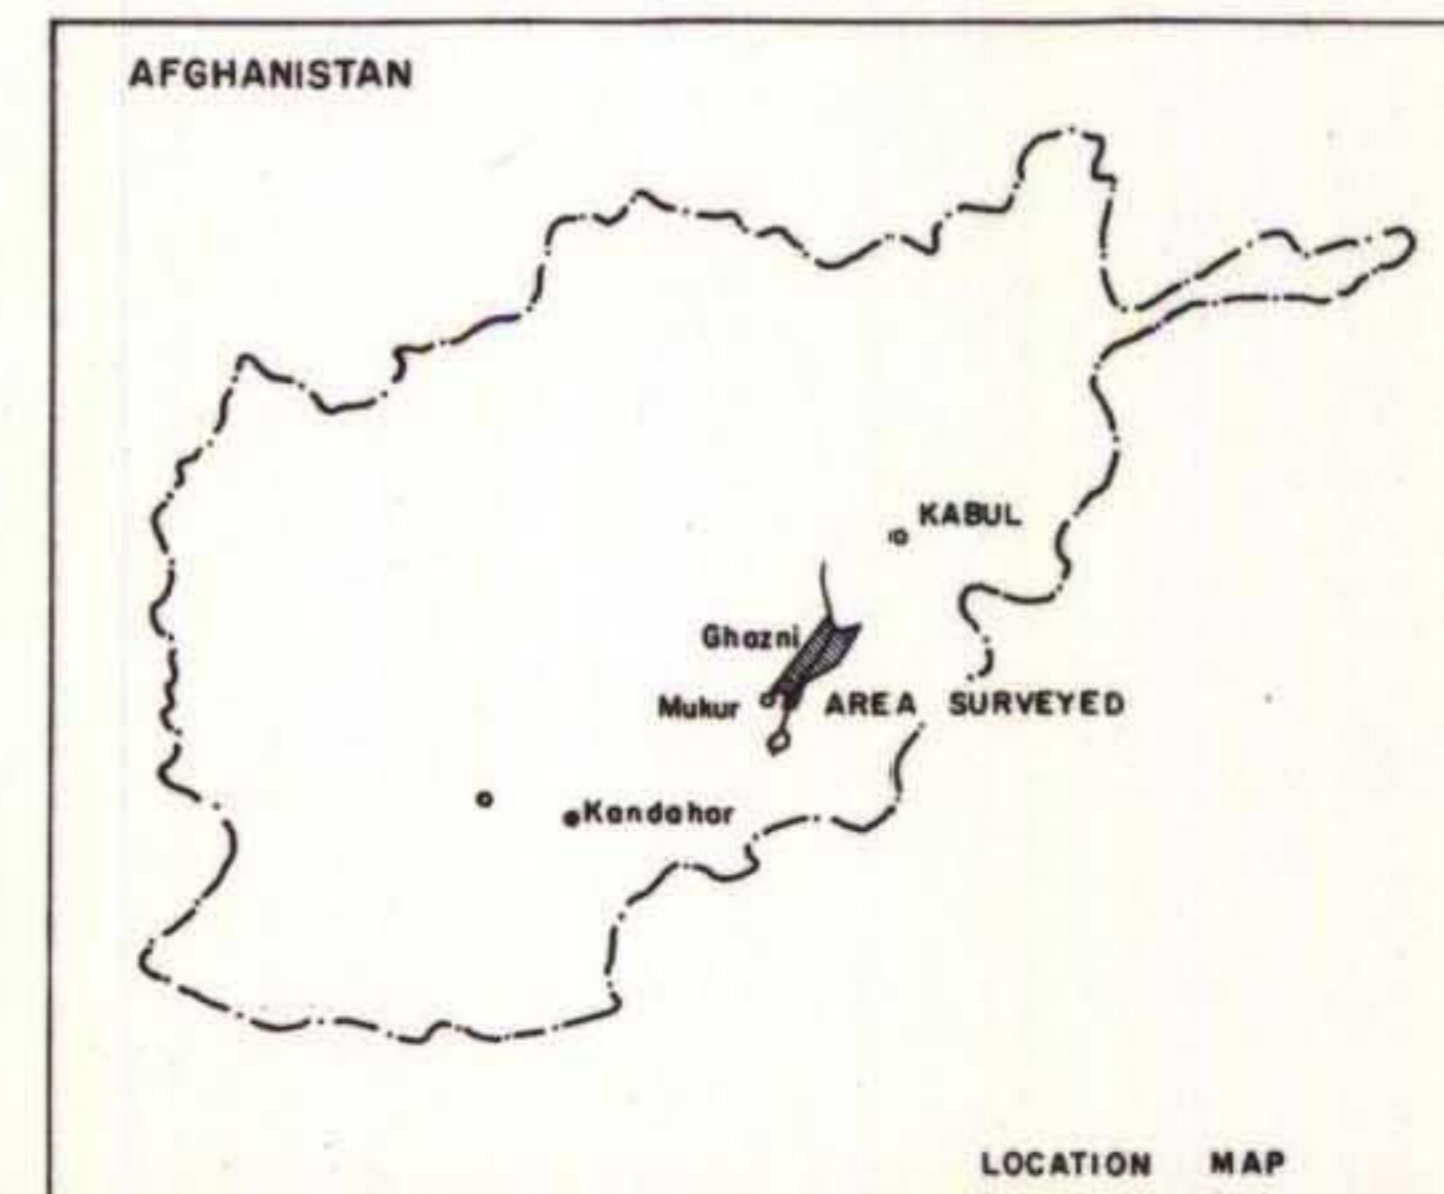 AFGHANISTAN
KABUL
Ghazni
Mukur
AREA SURVEYED
Kandahar
LOCATION MAP